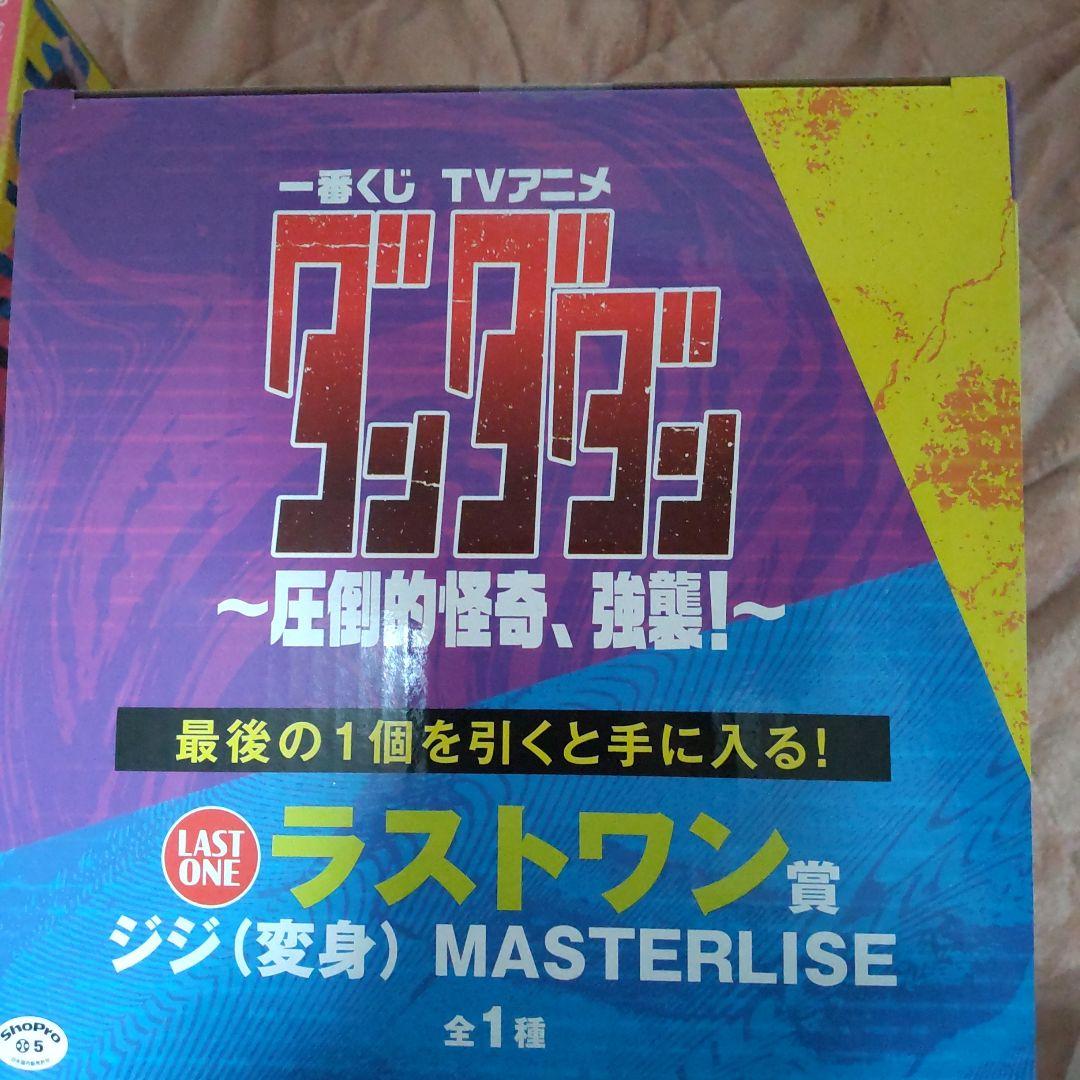 一番くじ TVアニメ
ダンダダン
～圧倒的怪奇、強襲！～
最後の1個を引くと手に入る！
LAST
ONE
ラストワン賞
ジジ（変身） MASTERLISE
全1種
ShoPro
5